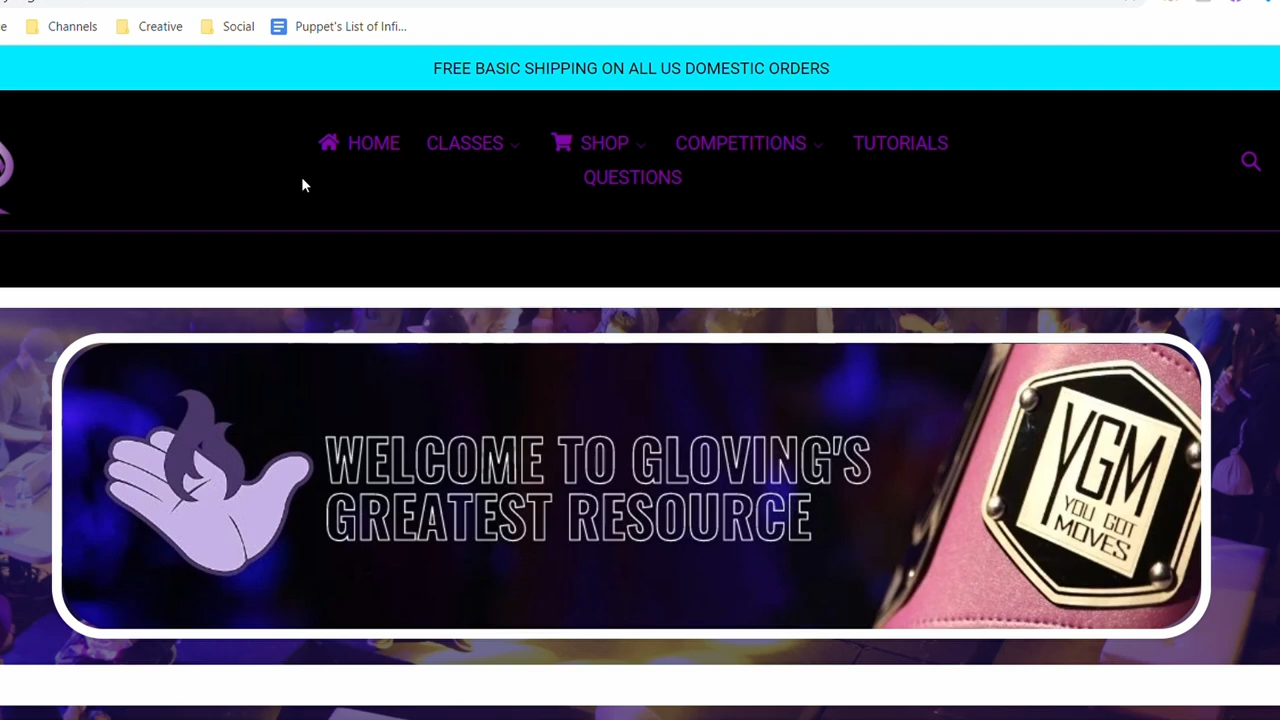 Channels
Creative
Social
Puppet's List of Infi...
FREE BASIC SHIPPING ON ALL US DOMESTIC ORDERS
HOME CLASSES SHOP COMPETITIONS TUTORIALS
QUESTIONS
WELCOME TO GLOVING'S
GREATEST RESOURCE
YGM
YOU GOT
MOVES